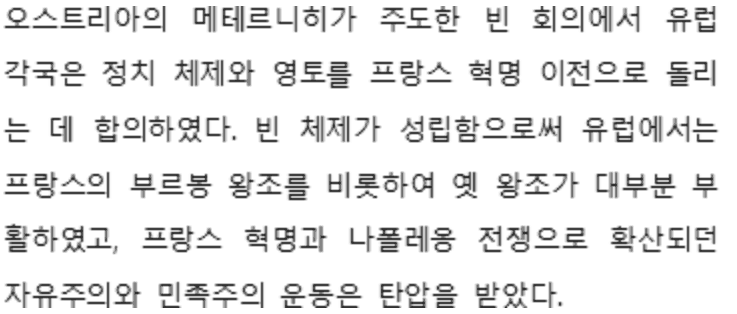 오스트리아의 메테르니히가 주도한 빈 회의에서 유럽
각국은 정치 체제와 영토를 프랑스 혁명 이전으로 돌리
는 데 합의하였다. 빈 체제가 성립함으로써 유럽에서는
프랑스의 부르봉 왕조를 비롯하여 옛 왕조가 대부분 부
활하였고, 프랑스 혁명과 나폴레옹 전쟁으로 확산되던
자유주의와 민족주의 운동은 탄압을 받았다.